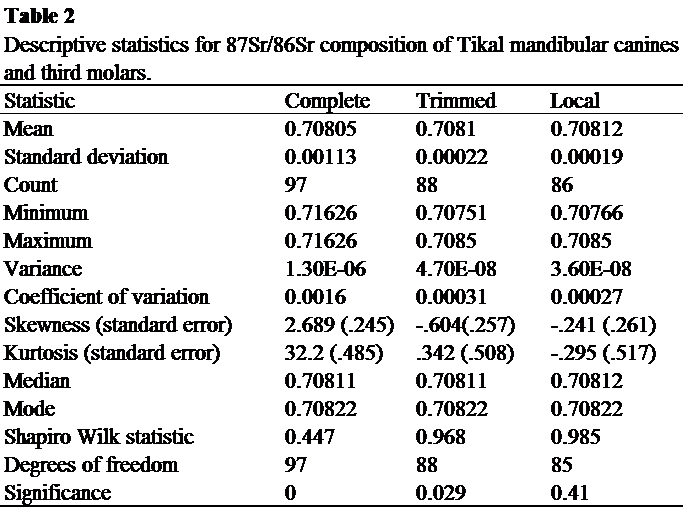 Table 2
Descriptive statistics for 87Sr/86Sr composition of Tikal mandibular canines
and third molars.
Statistic Complete Trimmed Local
Mean 0.70805 0.7081 0.70812
Standard deviation 0.00113 0.00022 0.00019
Count 97 88 86
Minimum 0.71626 0.70751 0.70766
Maximum 0.71626 0.7085 0.7085
Variance 1.30E-06 4.70E-08 3.60E-08
Coefficient of variation 0.0016 0.00031 0.00027
Skewness (standard error) 2.689 (.245) -.604(.257) -.241 (.261)
Kurtosis (standard error) 32.2 (.485) .342 (.508) -.295 (.517)
Median 0.70811 0.70811 0.70812
Mode 0.70822 0.70822 0.70822
Shapiro Wilk statistic 0.447 0.968 0.985
Degrees of freedom 97 88 85
Significance 0 0.029 0.41